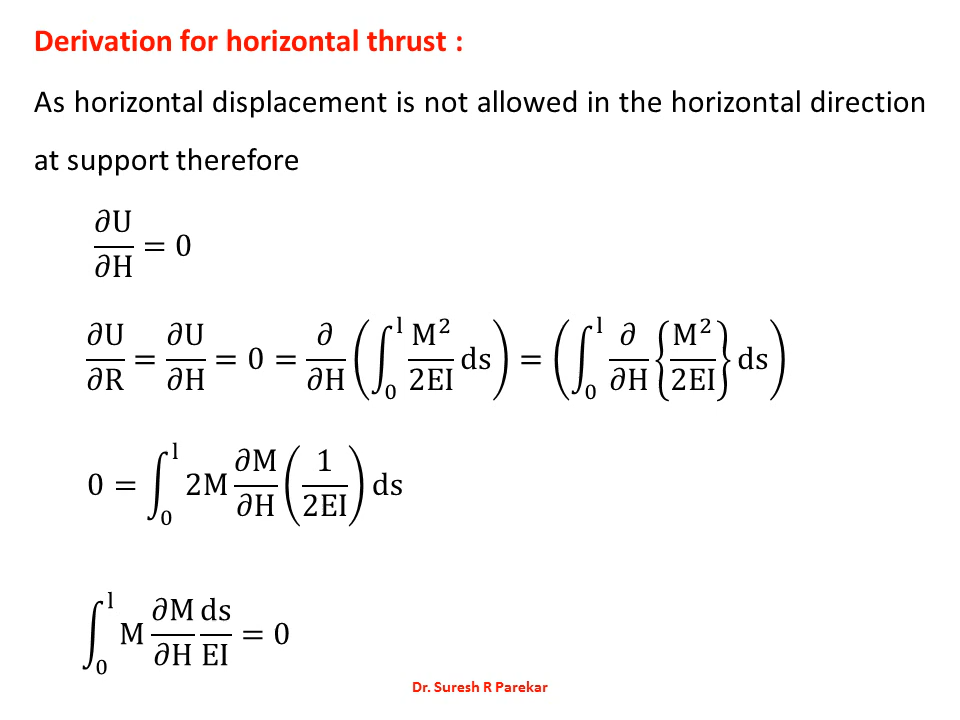 Derivation for horizontal thrust :
As horizontal displacement is not allowed in the horizontal direction
at support therefore
∂U/∂H = 0
∂U/∂R = ∂U/∂H = 0 = ∂/∂H (∫₀ˡ M²/2EI ds) = (∫₀ˡ ∂/∂H {M²/2EI} ds)
0 = ∫₀ˡ 2M ∂M/∂H (1/2EI) ds
∫₀ˡ M ∂M/∂H ds/EI = 0
Dr. Suresh R Parekar